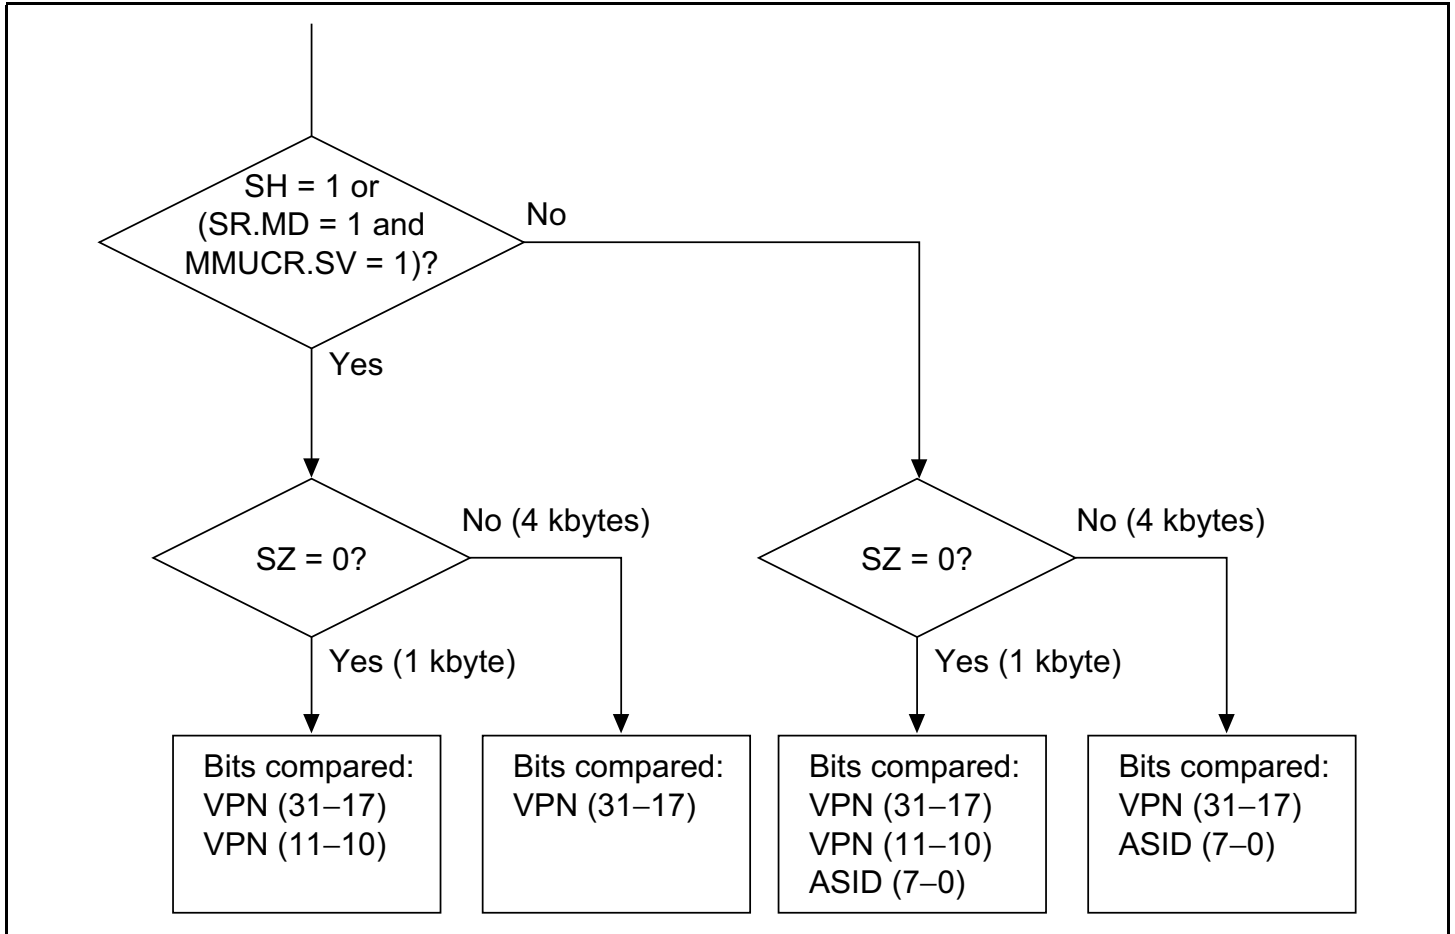 SH = 1 or
(SR.MD = 1 and
MMUCR.SV = 1)?
No
Yes
SZ = 0?
No (4 kbytes)
Yes (1 kbyte)
SZ = 0?
No (4 kbytes)
Yes (1 kbyte)
Bits compared:
VPN (31–17)
VPN (11–10)
Bits compared:
VPN (31–17)
Bits compared:
VPN (31–17)
VPN (11–10)
ASID (7–0)
Bits compared:
VPN (31–17)
ASID (7–0)